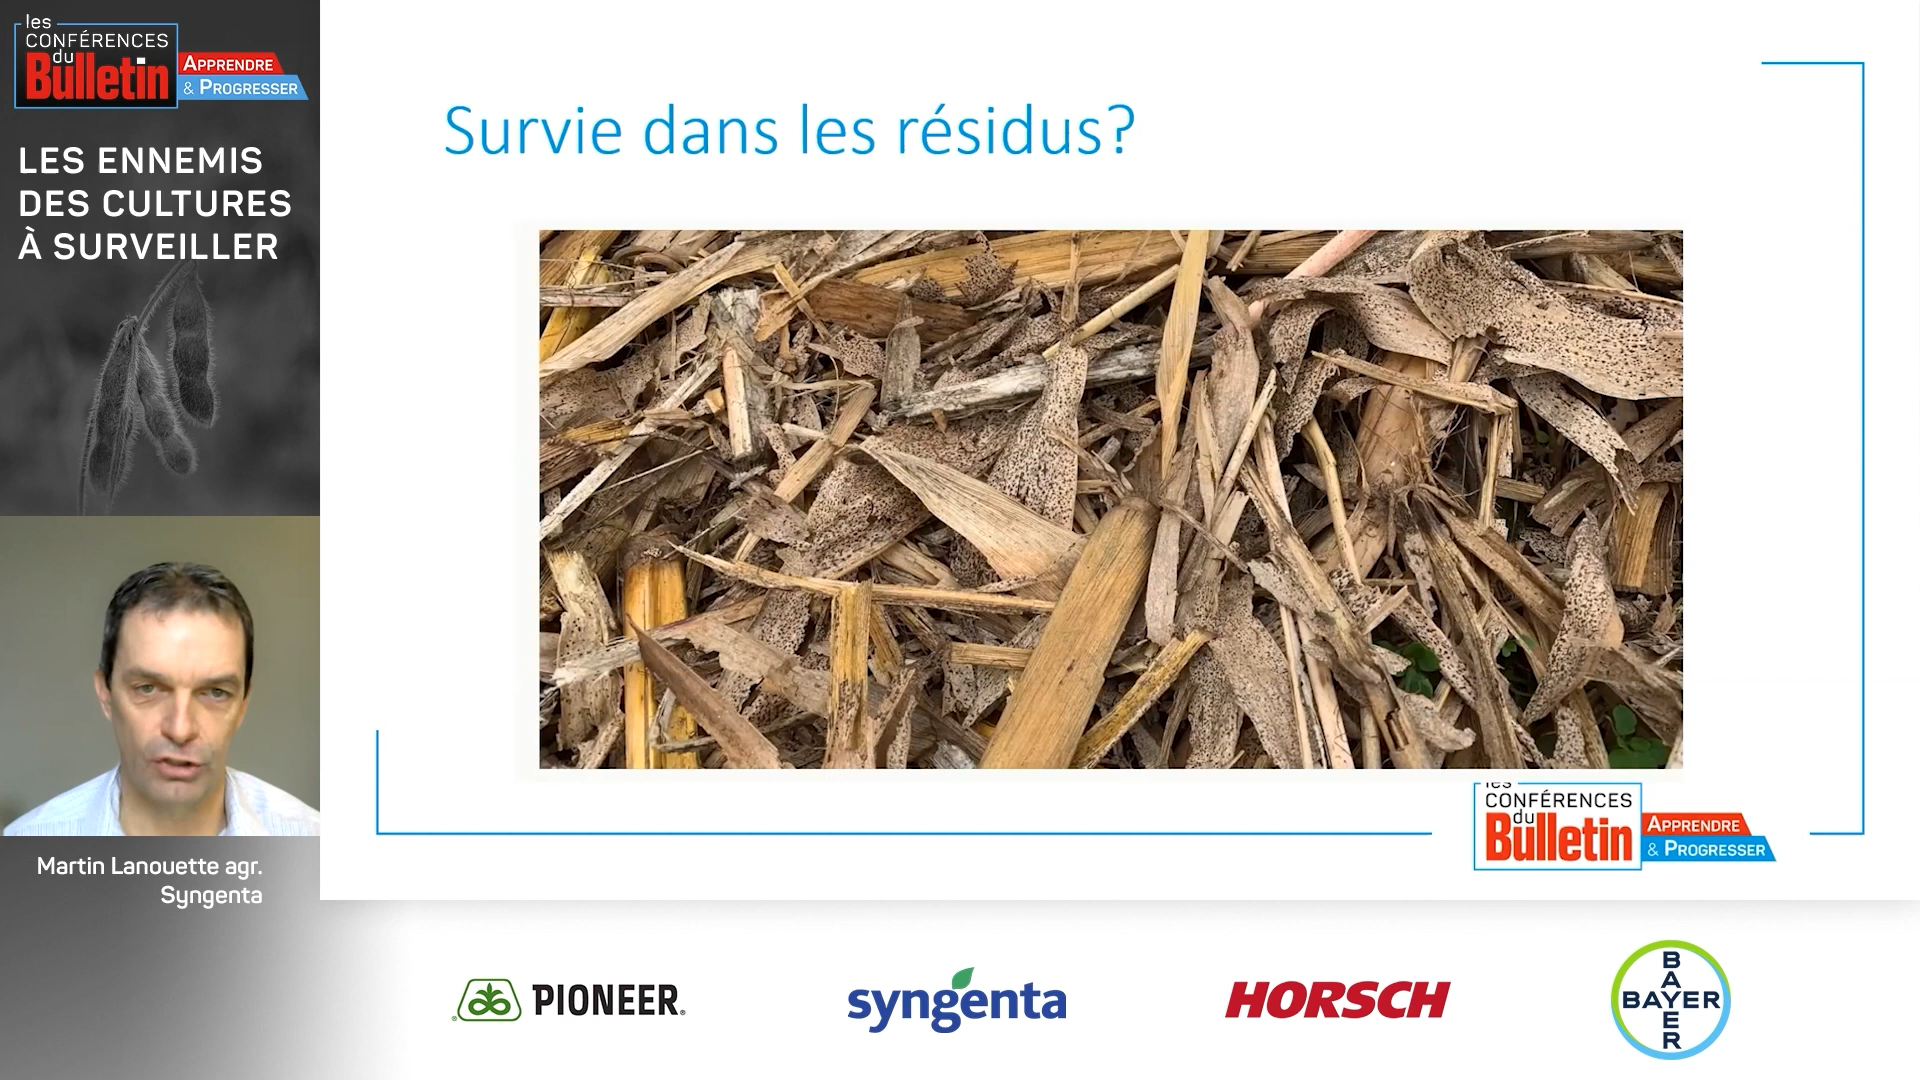 les
CONFÉRENCES
du
Bulletin
APPRENDRE
& PROGRESSER
LES ENNEMIS
DES CULTURES
À SURVEILLER
Martin Lanouette agr.
Syngenta
Survie dans les résidus?
les
CONFÉRENCES
du
Bulletin
APPRENDRE
& PROGRESSER
PIONEER®
syngenta
HORSCH
BAYER
BAYER